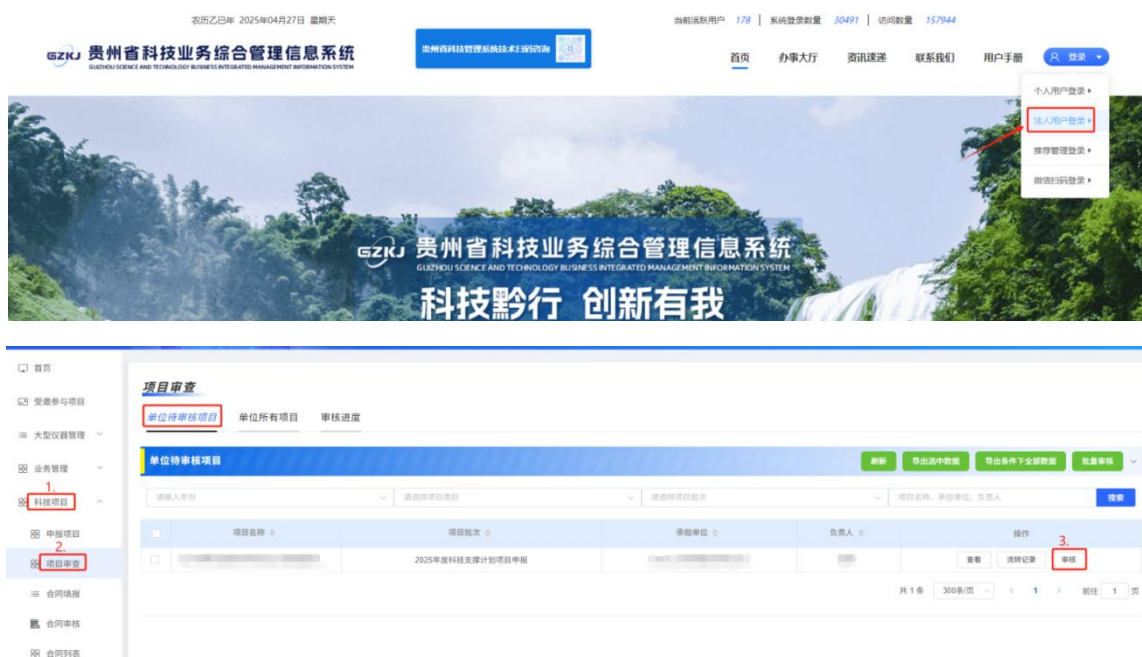 农历乙巳年 2025年04月27日 星期天
当前活跃用户 178 | 系统登录数量 30491 | 访问数量 157944
GZKJ 贵州省科技业务综合管理信息系统
GUIZHOU SCIENCE AND TECHNOLOGY BUSINESS INTEGRATED MANAGEMENT INFORMATION SYSTEM
贵州省科技管理系统技术扫码咨询
首页 办事大厅 资讯速递 联系我们 用户手册 登录
个人用户登录
法人用户登录
推荐管理登录
微信扫码登录
GZKJ 贵州省科技业务综合管理信息系统
GUIZHOU SCIENCE AND TECHNOLOGY BUSINESS INTEGRATED MANAGEMENT INFORMATION SYSTEM
科技黔行 创新有我
首页
受邀参与项目
大型仪器管理
业务管理
1.
科技项目
申报项目
2.
项目审查
合同填报
合同审核
合同列表
项目审查
单位待审核项目 单位所有项目 审核进度
单位待审核项目 刷新 导出选中数据 导出条件下全部数据 批量审核
请输入年份 请选择项目类别 请选择项目批次 项目名称、承担单位、负责人 搜索
项目名称 项目批次 承担单位 负责人 操作
3.
2025年度科技支撑计划项目申报 查看 流转记录 审核
共 1 条 300条/页 < 1 > 前往 1 页